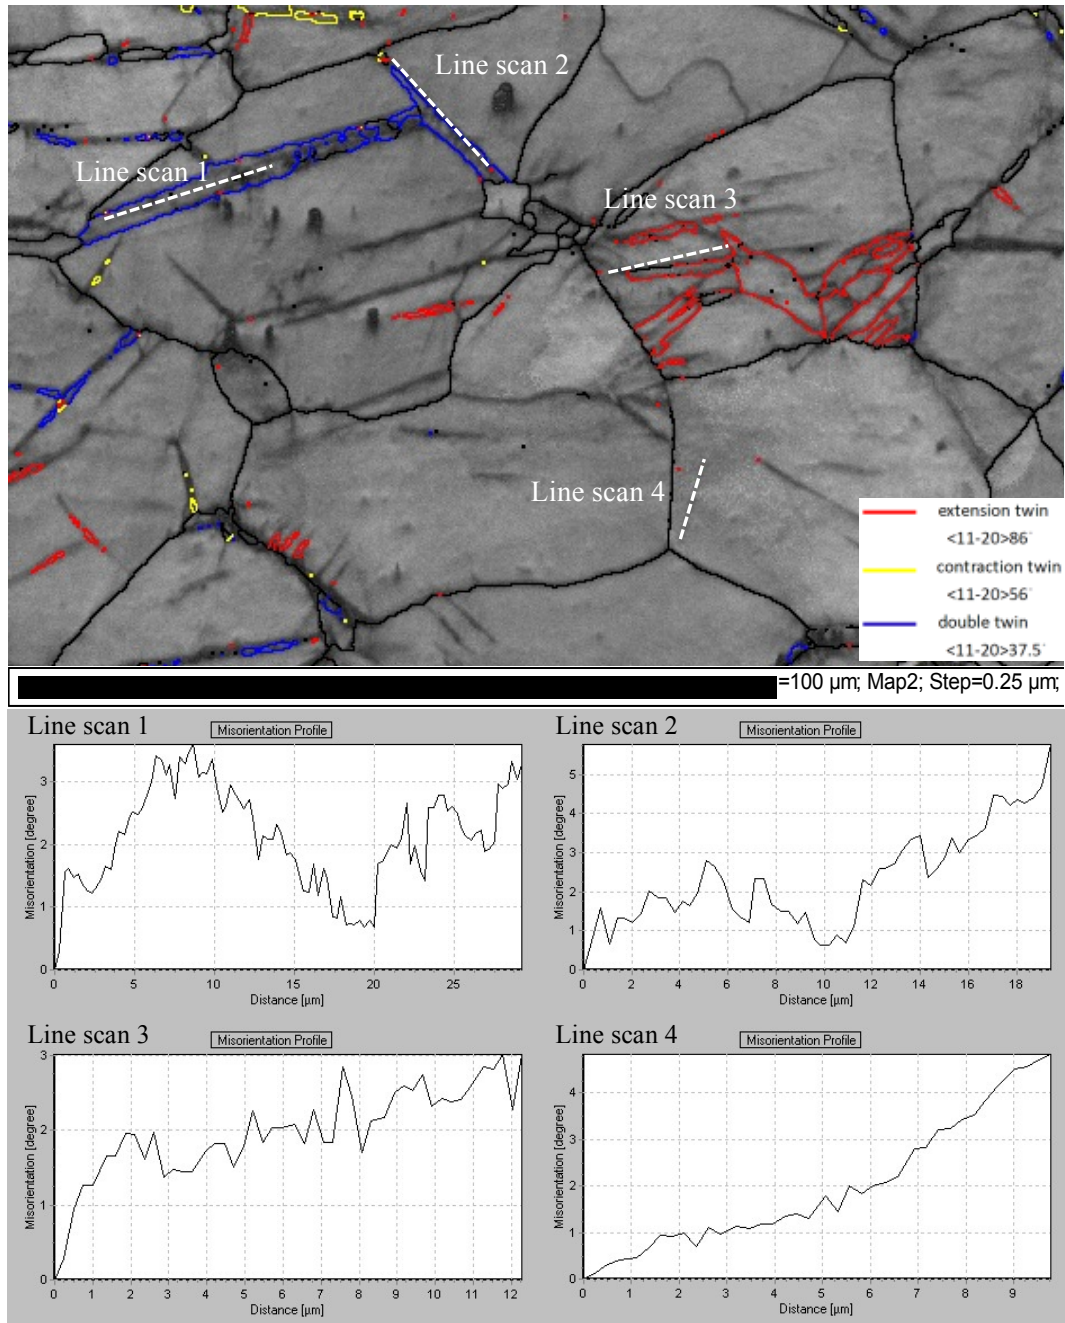 Line scan 2
Line scan 1
Line scan 3
Line scan 4
extension twin
<11-20>86°
contraction twin
<11-20>56°
double twin
<11-20>37.5°
=100 µm; Map2; Step=0.25 µm;
Line scan 1
Misorientation Profile
Misorientation [degree]
3
2
1
0
0 5 10 15 20 25
Distance [µm]
Line scan 2
Misorientation Profile
Misorientation [degree]
5
4
3
2
1
0
0 2 4 6 8 10 12 14 16 18
Distance [µm]
Line scan 3
Misorientation Profile
Misorientation [degree]
3
2
1
0
0 1 2 3 4 5 6 7 8 9 10 11 12
Distance [µm]
Line scan 4
Misorientation Profile
Misorientation [degree]
4
3
2
1
0
0 1 2 3 4 5 6 7 8 9
Distance [µm]